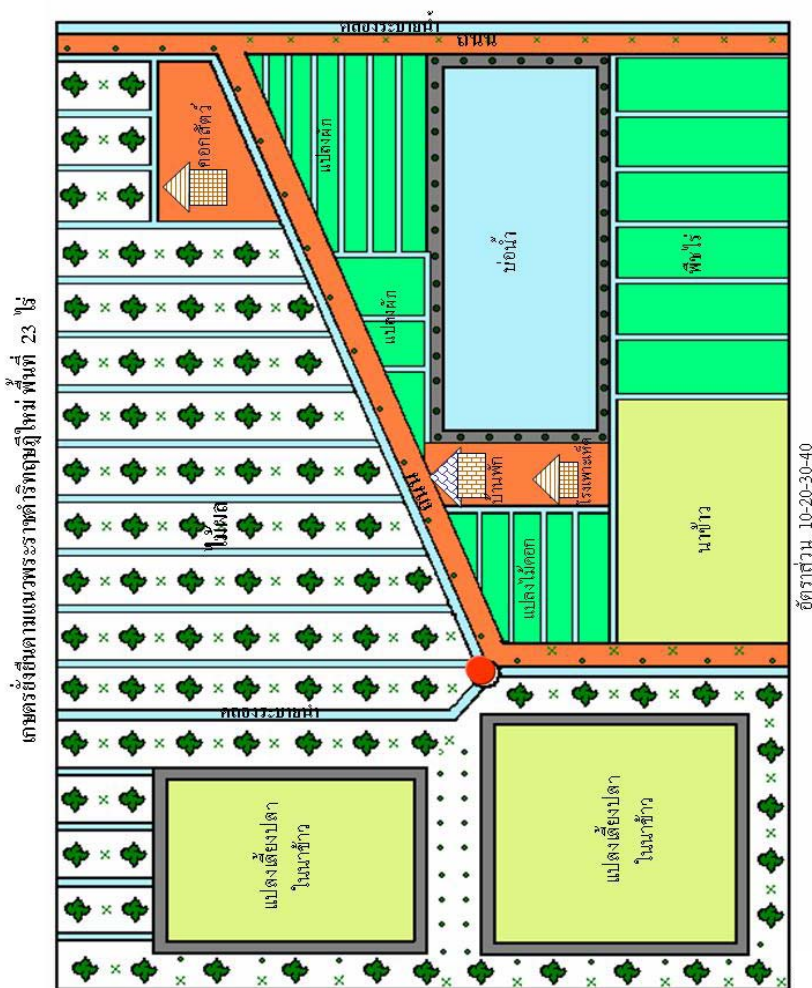 เกษตรยั่งยืนตามแนวพระราชดำริทฤษฎีใหม่ พื้นที่ 23 ไร่
คลองระบายน้ำ
ถนน
คอกสัตว์
แปลงผัก
บ่อน้ำ
พืชไร่
แปลงผัก
ไม้ผล
ถนน
บ้านพัก
โรงเพาะเห็ด
แปลงไม้ดอก
นาข้าว
คลองระบายน้ำ
แปลงเลี้ยงปลา
ในนาข้าว
แปลงเลี้ยงปลา
ในนาข้าว
อัตราส่วน 10-20-30-40